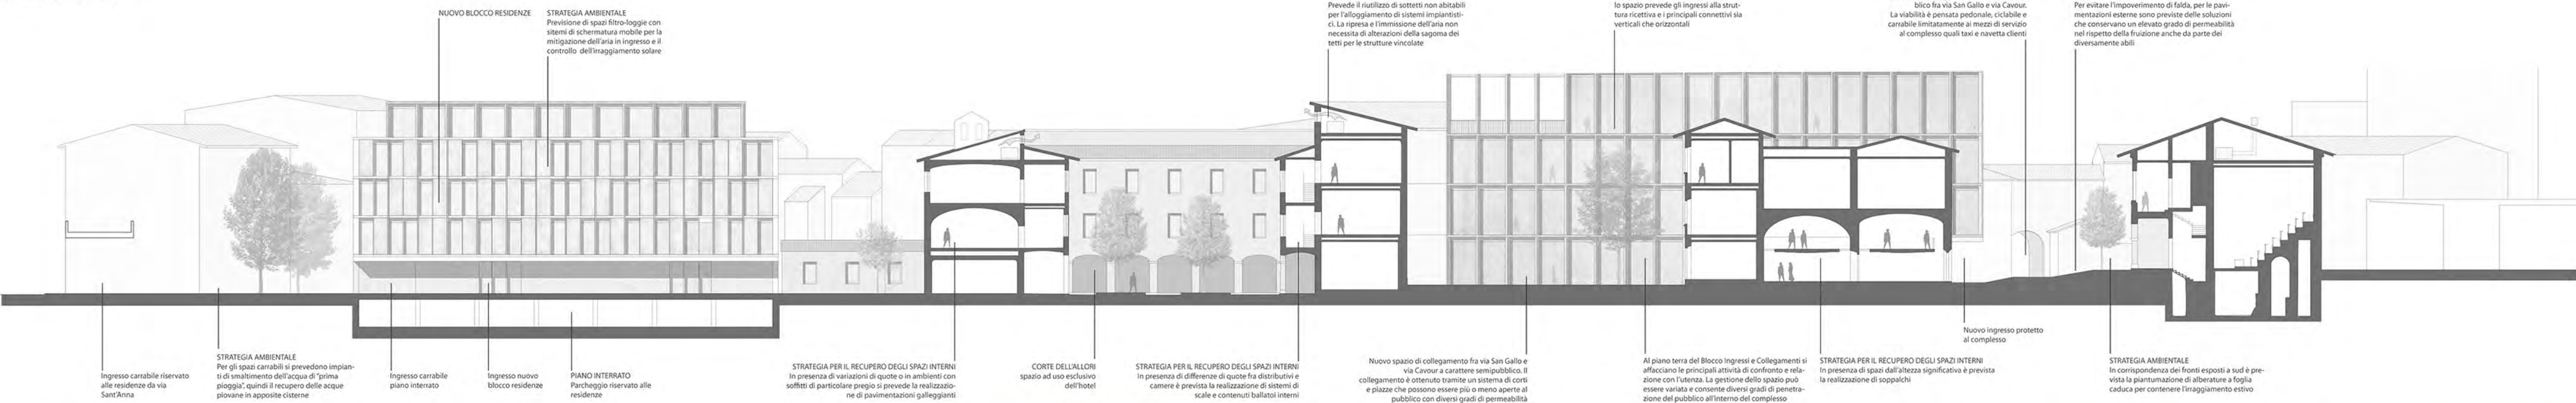 NUOVO BLOCCO RESIDENZE
STRATEGIA AMBIENTALE
Previsione di spazi filtro-loggie con
sitemi di schermatura mobile per la
mitigazione dell'aria in ingresso e il
controllo dell'irraggiamento solare
Prevede il riutilizzo di sottetti non abitabili
per l'alloggiamento di sistemi impiantisti-
ci. La ripresa e l'immissione dell'aria non
necessita di alterazioni della sagoma dei
tetti per le strutture vincolate
lo spazio prevede gli ingressi alla strut-
tura ricettiva e i principali connettivi sia
verticali che orizzontali
blico fra via San Gallo e via Cavour.
La viabilità è pensata pedonale, ciclabile e
carrabile limitatamente ai mezzi di servizio
al complesso quali taxi e navetta clienti
Per evitare l'impoverimento di falda, per le pavi-
mentazioni esterne sono previste delle soluzioni
che conservano un elevato grado di permeabilità
nel rispetto della fruizione anche da parte dei
diversamente abili
Ingresso carrabile riservato
alle residenze da via
Sant'Anna
STRATEGIA AMBIENTALE
Per gli spazi carrabili si prevedono impian-
ti di smaltimento dell'acqua di "prima
pioggia", quindi il recupero delle acque
piovane in apposite cisterne
Ingresso carrabile
piano interrato
Ingresso nuovo
blocco residenze
PIANO INTERRATO
Parcheggio riservato alle
residenze
STRATEGIA PER IL RECUPERO DEGLI SPAZI INTERNI
In presenza di variazioni di quote o in ambienti con
soffitti di particolare pregio si prevede la realizzazio-
ne di pavimentazioni galleggianti
CORTE DELL'ALLORI
spazio ad uso esclusivo
dell'hotel
STRATEGIA PER IL RECUPERO DEGLI SPAZI INTERNI
In presenza di differenze di quote fra distributivi e
camere è prevista la realizzazione di sistemi di
scale e contenuti ballatoi interni
Nuovo spazio di collegamento fra via San Gallo e
via Cavour a carattere semipubblico. Il
collegamento è ottenuto tramite un sistema di corti
e piazze che possono essere più o meno aperte al
pubblico con diversi gradi di permeabilità
Al piano terra del Blocco Ingressi e Collegamenti si
affacciano le principali attività di confronto e rela-
zione con l'utenza. La gestione dello spazio può
essere variata e consente diversi gradi di penetra-
zione del pubblico all'interno del complesso
STRATEGIA PER IL RECUPERO DEGLI SPAZI INTERNI
In presenza di spazi dall'altezza significativa è prevista
la realizzazione di soppalchi
Nuovo ingresso protetto
al complesso
STRATEGIA AMBIENTALE
In corrispondenza dei fronti esposti a sud è pre-
vista la piantumazione di alberature a foglia
caduca per contenere l'irraggiamento estivo